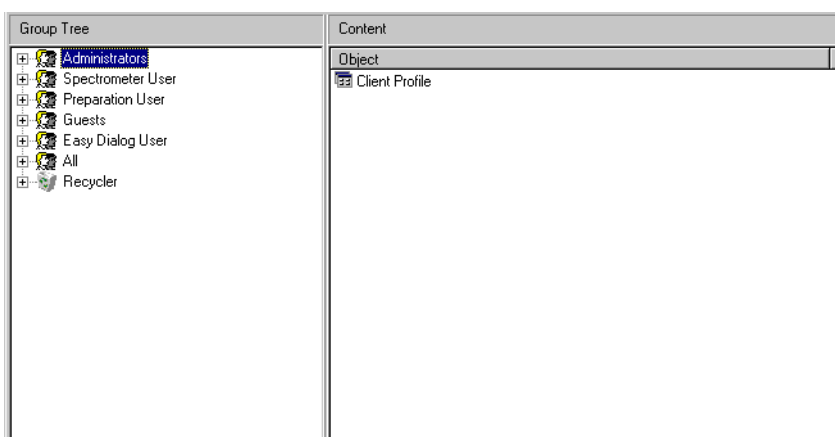 Group Tree
Content
Administrators
Object
Spectrometer User
Client Profile
Preparation User
Guests
Easy Dialog User
All
Recycler